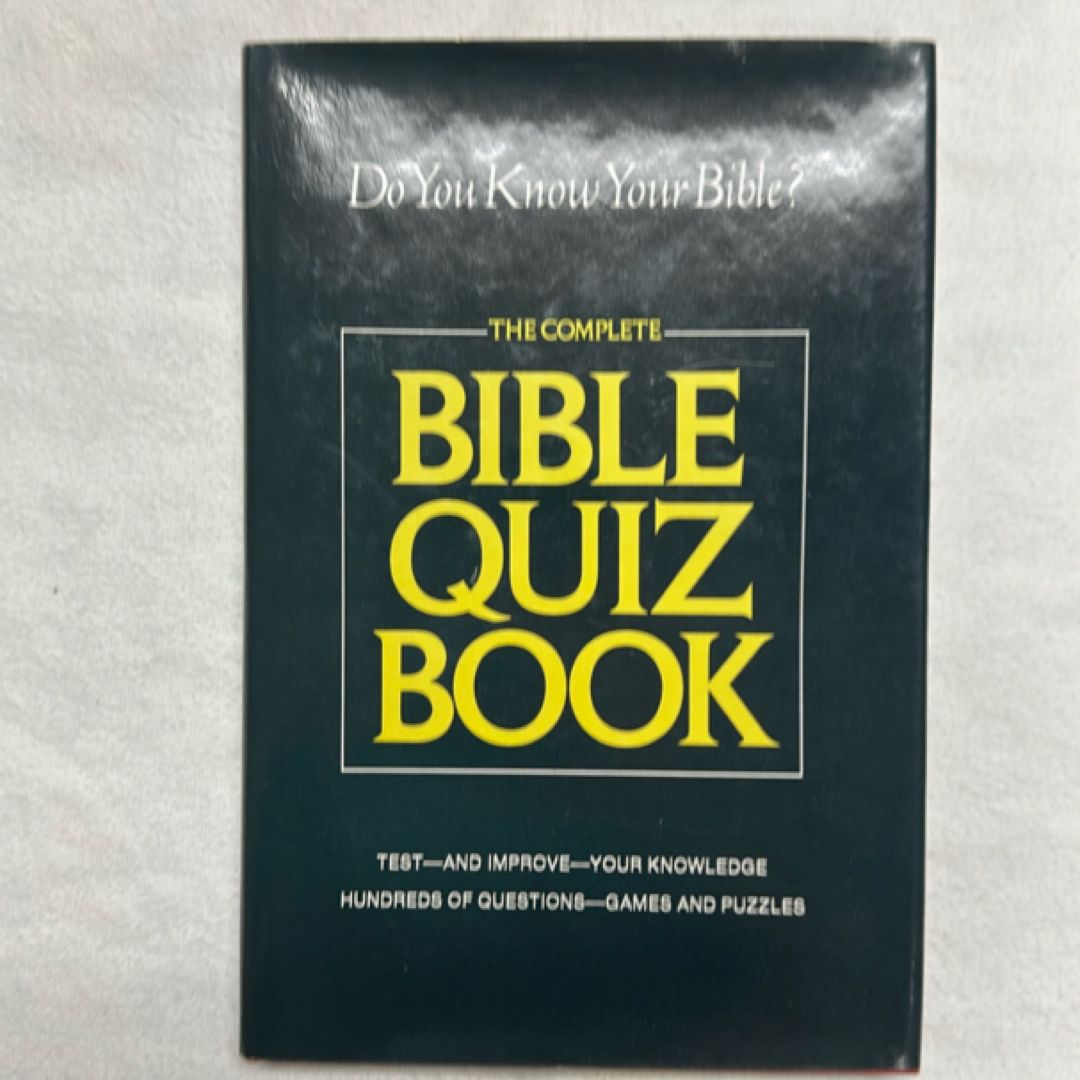 Do You Know Your Bible?
THE COMPLETE
BIBLE
QUIZ
BOOK
TEST—AND IMPROVE—YOUR KNOWLEDGE
HUNDREDS OF QUESTIONS—GAMES AND PUZZLES